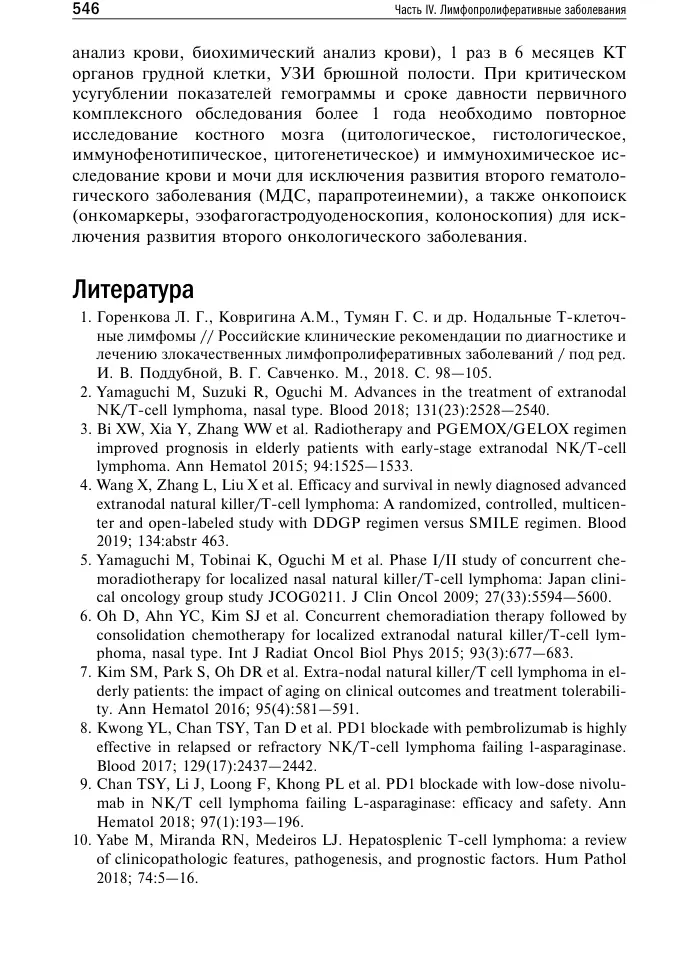 546
Часть IV. Лимфопролиферативные заболевания
анализ крови, биохимический анализ крови), 1 раз в 6 месяцев КТ
органов грудной клетки, УЗИ брюшной полости. При критическом
усугублении показателей гемограммы и сроке давности первичного
комплексного обследования более 1 года необходимо повторное
исследование костного мозга (цитологическое, гистологическое,
иммунофенотипическое, цитогенетическое) и иммунохимическое ис-
следование крови и мочи для исключения развития второго гематоло-
гического заболевания (МДС, парапротеинемии), а также онкопоиск
(онкомаркеры, эзофагогастродуоденоскопия, колоноскопия) для иск-
лючения развития второго онкологического заболевания.
Литература
1. Горенкова Л. Г., Ковригина А.М., Тумян Г. С. и др. Нодальные Т-клеточ-
ные лимфомы // Российские клинические рекомендации по диагностике и
лечению злокачественных лимфопролиферативных заболеваний / под ред.
И. В. Поддубной, В. Г. Савченко. М., 2018. С. 98—105.
2. Yamaguchi M, Suzuki R, Oguchi M. Advances in the treatment of extranodal
NK/T-cell lymphoma, nasal type. Blood 2018; 131(23):2528—2540.
3. Bi XW, Xia Y, Zhang WW et al. Radiotherapy and PGEMOX/GELOX regimen
improved prognosis in elderly patients with early-stage extranodal NK/T-cell
lymphoma. Ann Hematol 2015; 94:1525—1533.
4. Wang X, Zhang L, Liu X et al. Efficacy and survival in newly diagnosed advanced
extranodal natural killer/T-cell lymphoma: A randomized, controlled, multicen-
ter and open-labeled study with DDGP regimen versus SMILE regimen. Blood
2019; 134:abstr 463.
5. Yamaguchi M, Tobinai K, Oguchi M et al. Phase I/II study of concurrent che-
moradiotherapy for localized nasal natural killer/T-cell lymphoma: Japan clini-
cal oncology group study JCOG0211. J Clin Oncol 2009; 27(33):5594—5600.
6. Oh D, Ahn YC, Kim SJ et al. Concurrent chemoradiation therapy followed by
consolidation chemotherapy for localized extranodal natural killer/T-cell lym-
phoma, nasal type. Int J Radiat Oncol Biol Phys 2015; 93(3):677—683.
7. Kim SM, Park S, Oh DR et al. Extra-nodal natural killer/T cell lymphoma in el-
derly patients: the impact of aging on clinical outcomes and treatment tolerabili-
ty. Ann Hematol 2016; 95(4):581—591.
8. Kwong YL, Chan TSY, Tan D et al. PD1 blockade with pembrolizumab is highly
effective in relapsed or refractory NK/T-cell lymphoma failing l-asparaginase.
Blood 2017; 129(17):2437—2442.
9. Chan TSY, Li J, Loong F, Khong PL et al. PD1 blockade with low-dose nivolu-
mab in NK/T cell lymphoma failing L-asparaginase: efficacy and safety. Ann
Hematol 2018; 97(1):193—196.
10. Yabe M, Miranda RN, Medeiros LJ. Hepatosplenic T-cell lymphoma: a review
of clinicopathologic features, pathogenesis, and prognostic factors. Hum Pathol
2018; 74:5—16.